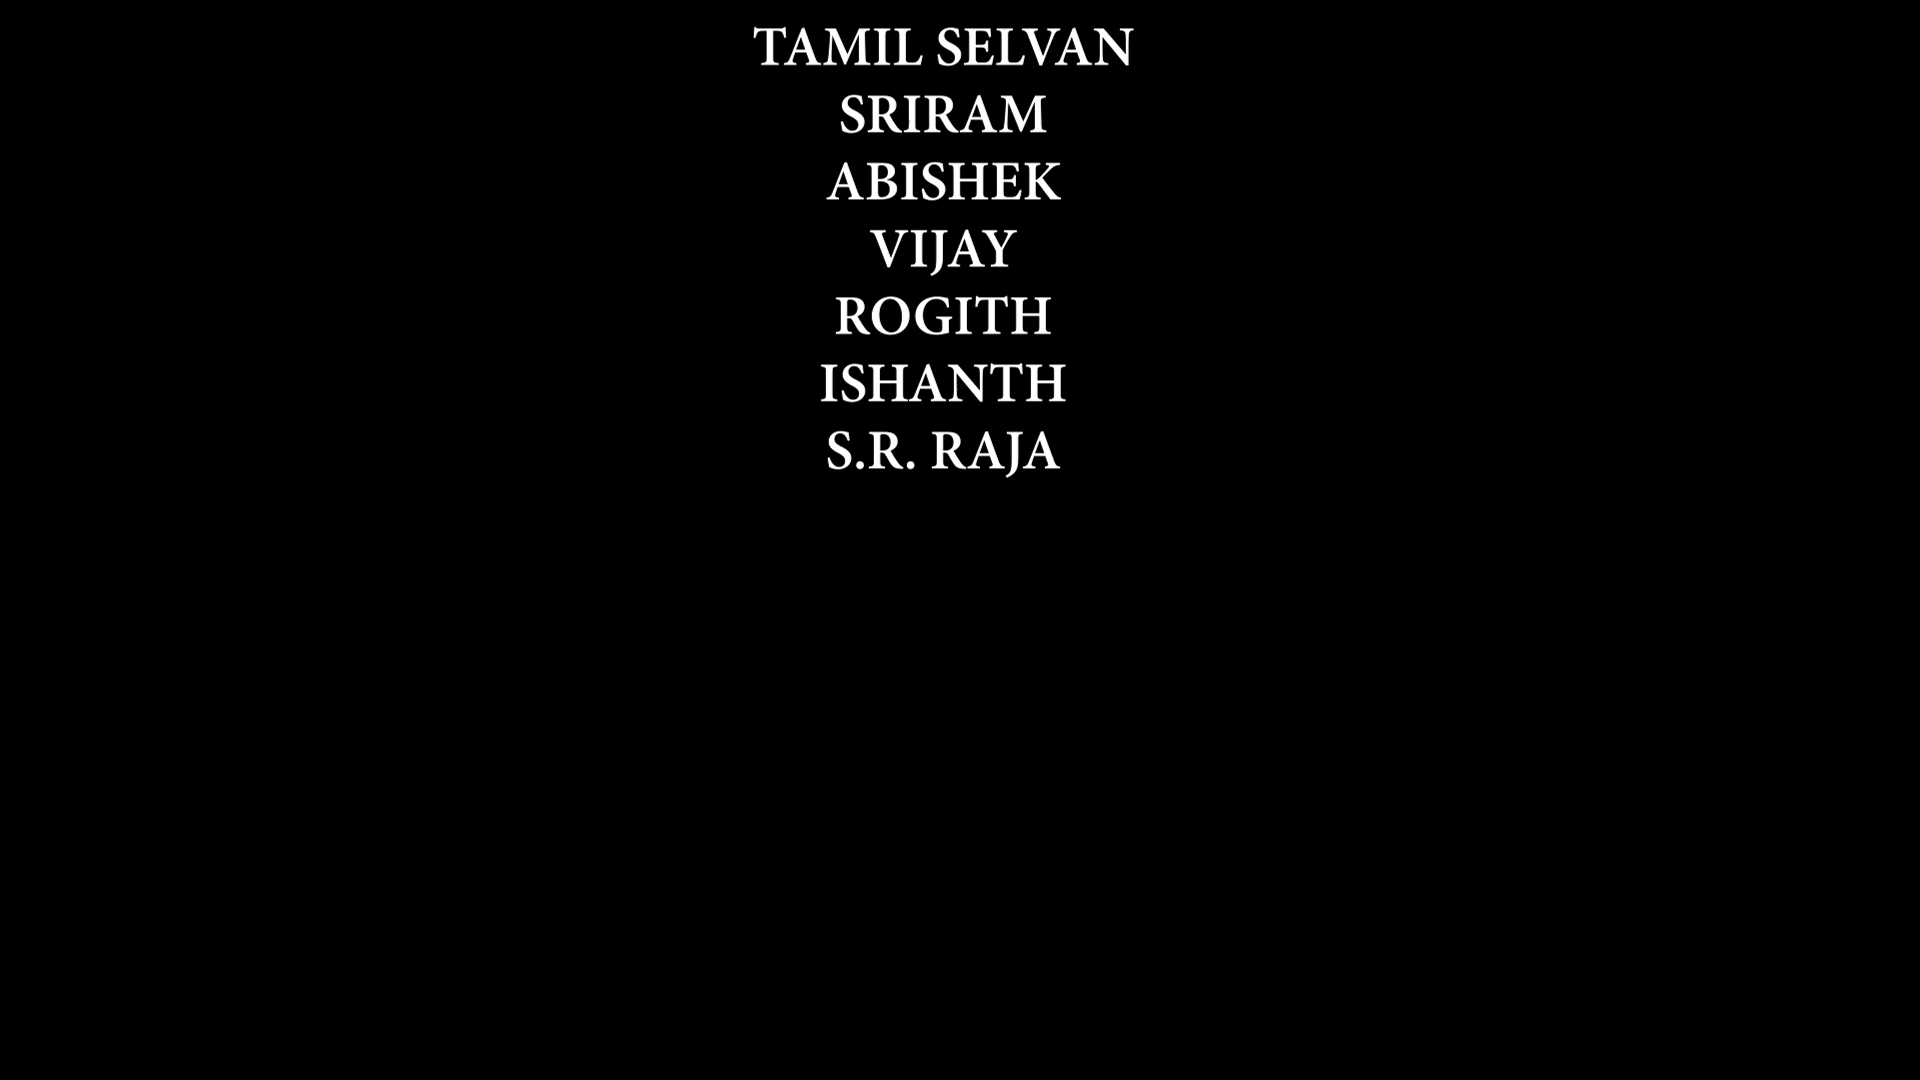 TAMIL SELVAN
SRIRAM
ABISHEK
VIJAY
ROGITH
ISHANTH
S.R. RAJA